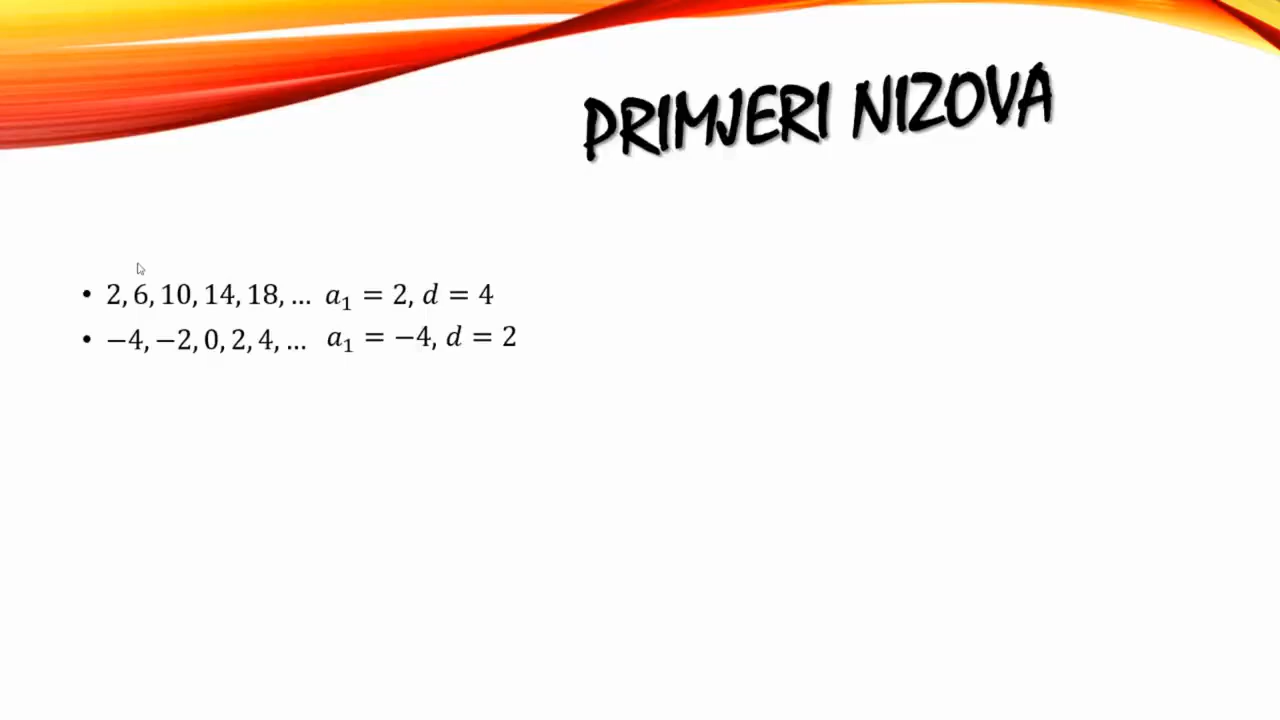 PRIMJERI NIZOVA
• 2, 6, 10, 14, 18, … a₁ = 2, d = 4
• −4, −2, 0, 2, 4, … a₁ = −4, d = 2